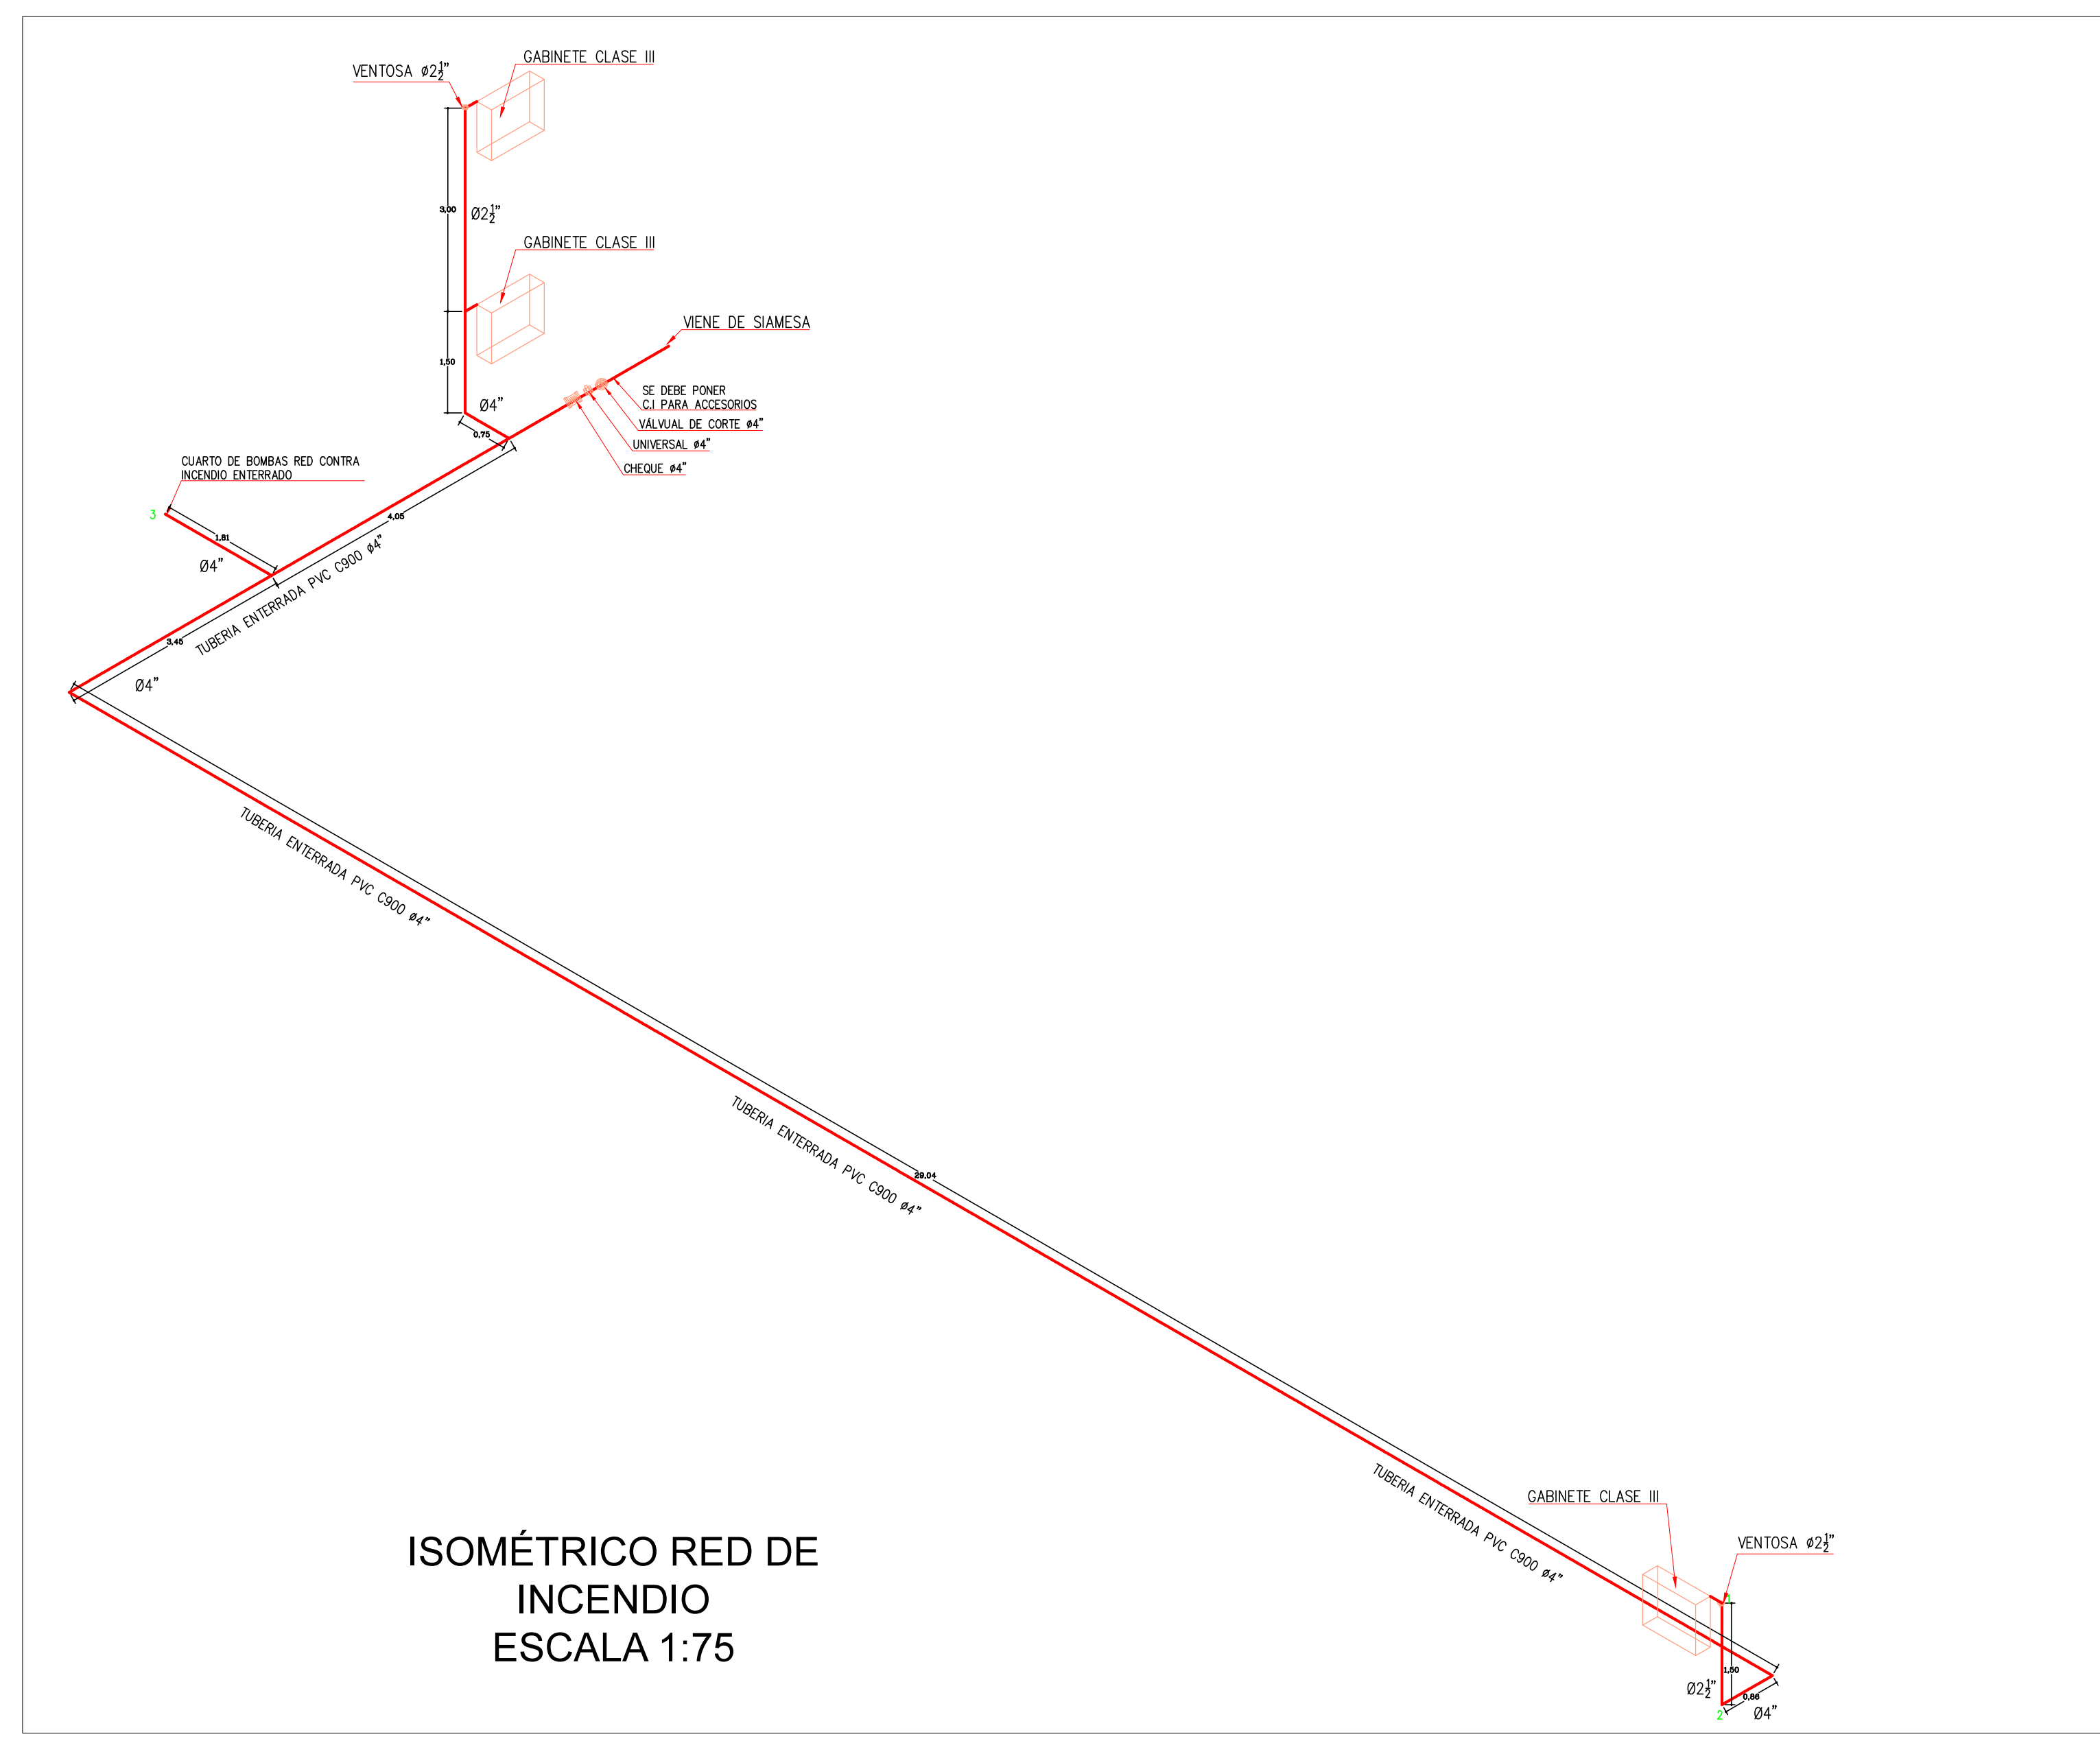 GABINETE CLASE III
VENTOSA ø2½"
3,00
Ø2½"
GABINETE CLASE III
VIENE DE SIAMESA
1,50
SE DEBE PONER
C.I PARA ACCESORIOS
Ø4"
VÁLVUAL DE CORTE ø4"
0,75
UNIVERSAL ø4"
CHEQUE ø4"
CUARTO DE BOMBAS RED CONTRA
INCENDIO ENTERRADO
3
4,05
1,81
Ø4"
TUBERIA ENTERRADA PVC C900 ø4"
3,45
Ø4"
TUBERIA ENTERRADA PVC C900 ø4"
TUBERIA ENTERRADA PVC C900 ø4"
29,04
TUBERIA ENTERRADA PVC C900 ø4"
GABINETE CLASE III
VENTOSA ø2½"
1
1,50
Ø2½"
0,86
Ø4"
2
ISOMÉTRICO RED DE
INCENDIO
ESCALA 1:75